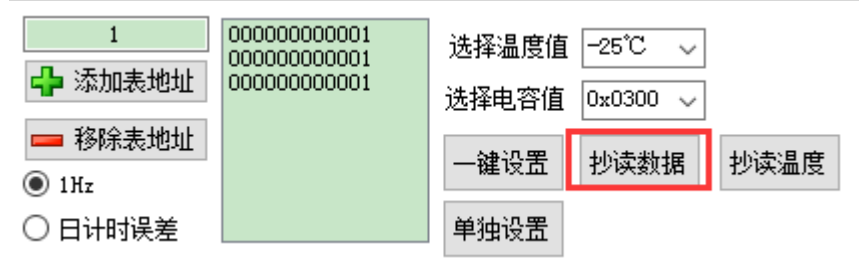 1
添加表地址
移除表地址
1Hz
日计时误差
000000000001
000000000001
000000000001
选择温度值 -25℃
选择电容值 0x0300
一键设置 抄读数据 抄读温度
单独设置